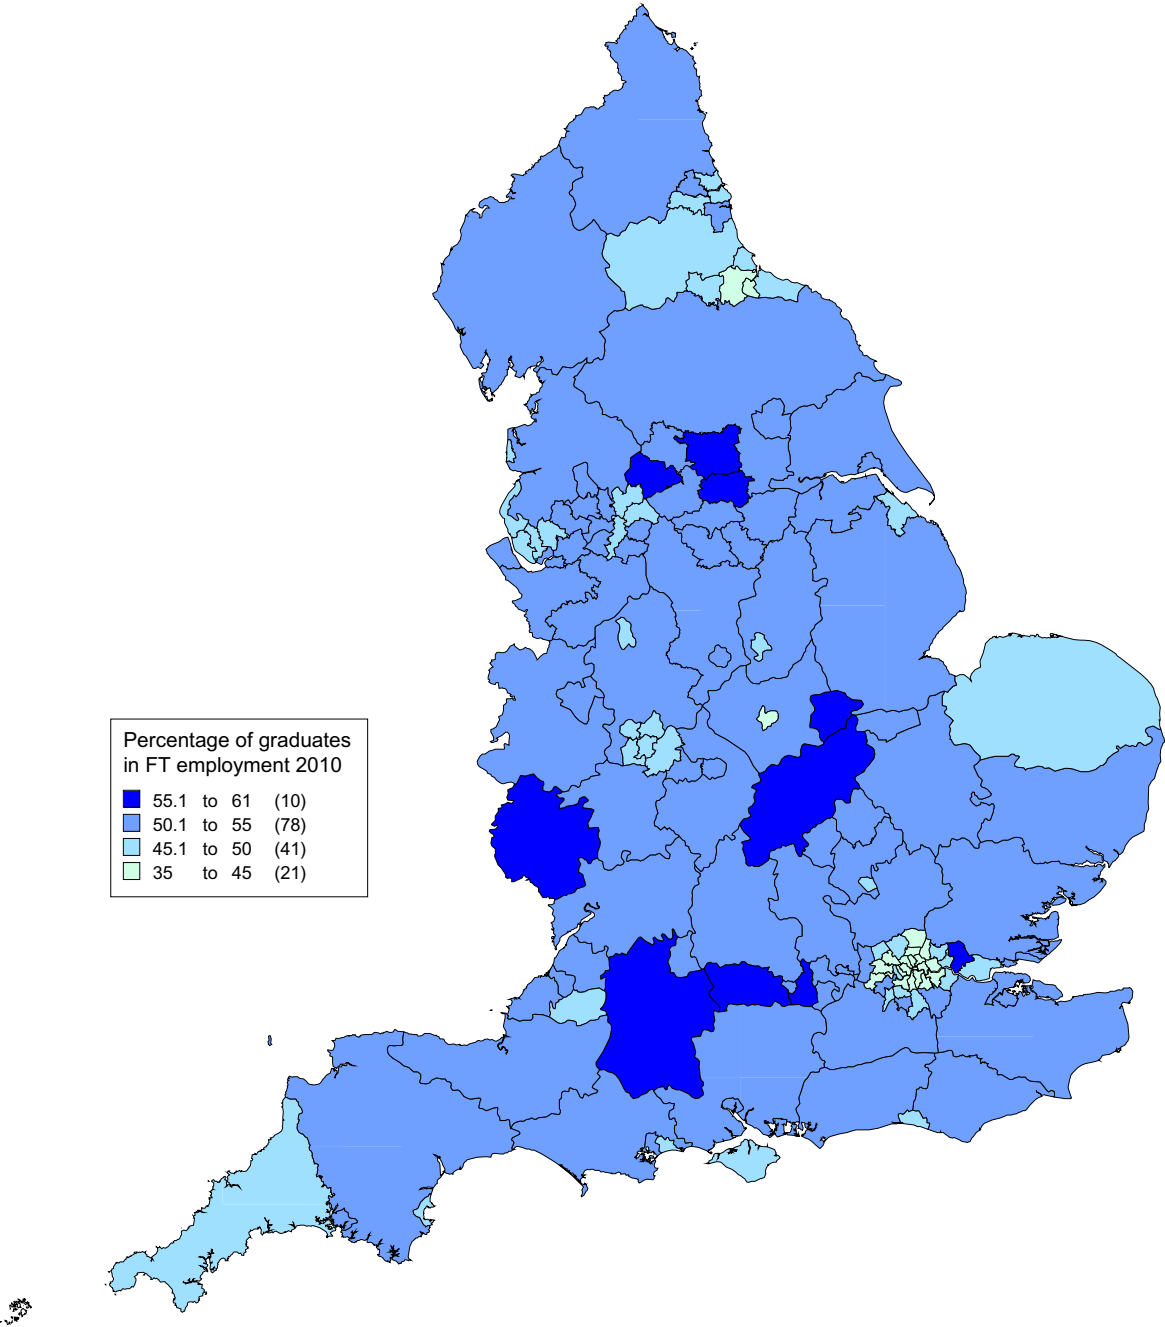 Percentage of graduates
in FT employment 2010
55.1 to 61 (10)
50.1 to 55 (78)
45.1 to 50 (41)
35 to 45 (21)